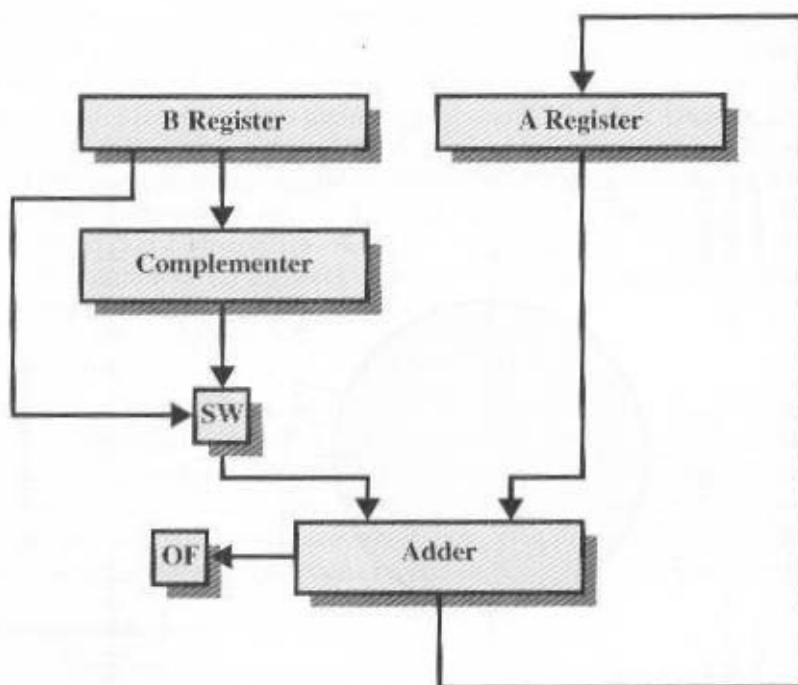 B Register
A Register
Complementer
SW
OF
Adder